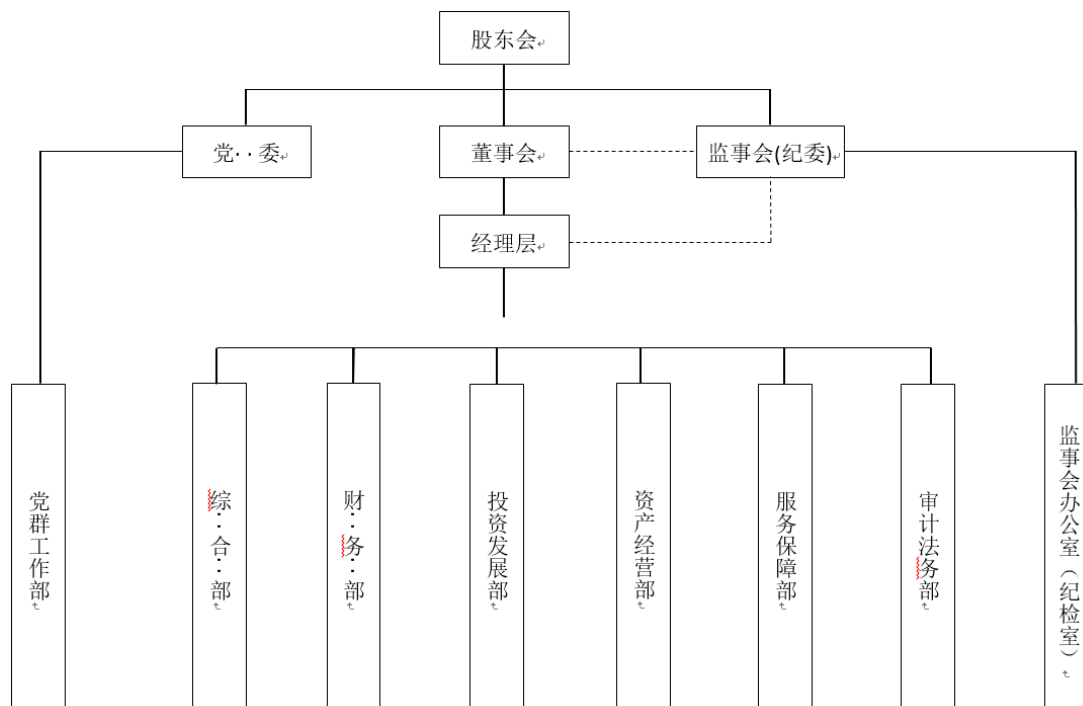 股东会
党··委
董事会
监事会(纪委)
经理层
党群工作部
综··合··部
财··务··部
投资发展部
资产经营部
服务保障部
审计法务部
监事会办公室（纪检室）